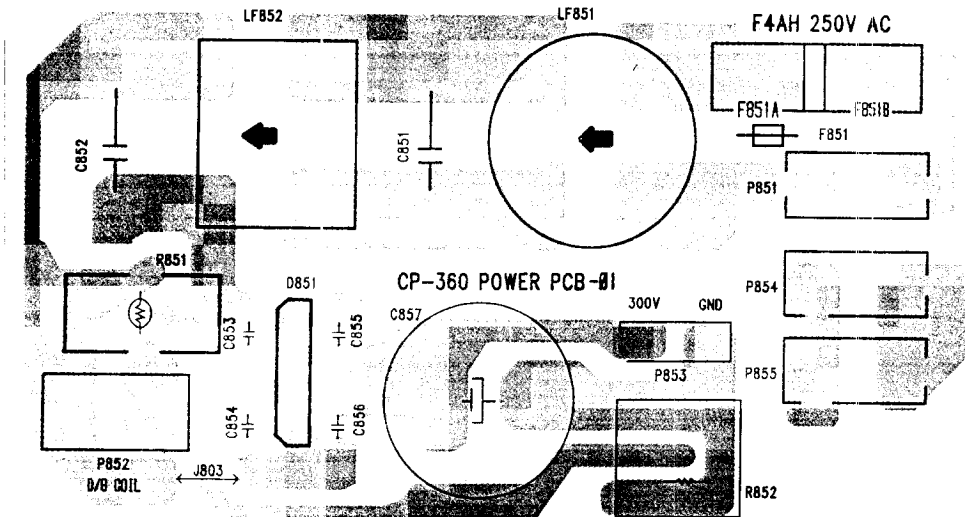 LF852
LF851
F4AH 250V AC
F851A
F851B
F851
C852
C851
P851
R851
D851
CP-360 POWER PCB-01
P854
C857
300V
GND
C853
C855
P853
P855
C854
C856
P852
D/G COIL
J803
R852